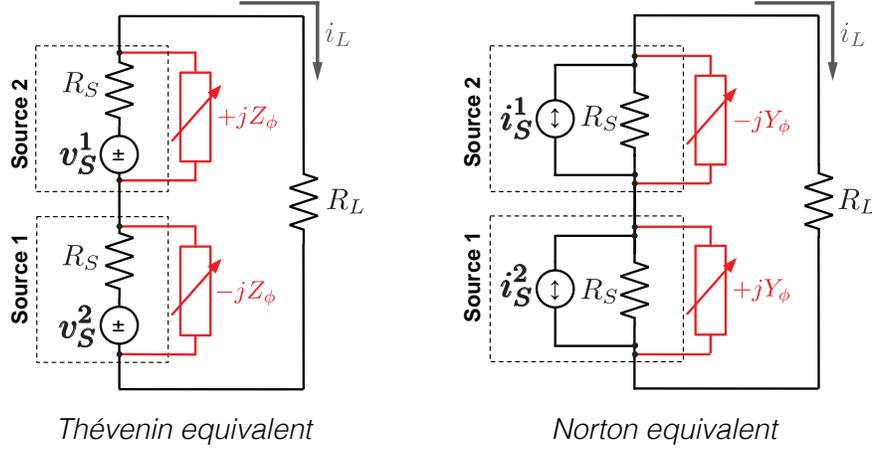 i_L
Source 2
R_S
v_S^1
±
+jZ_ϕ
R_L
Source 1
R_S
v_S^2
±
−jZ_ϕ
Thévenin equivalent
i_L
Source 2
i_S^1
R_S
−jY_ϕ
R_L
Source 1
i_S^2
R_S
+jY_ϕ
Norton equivalent